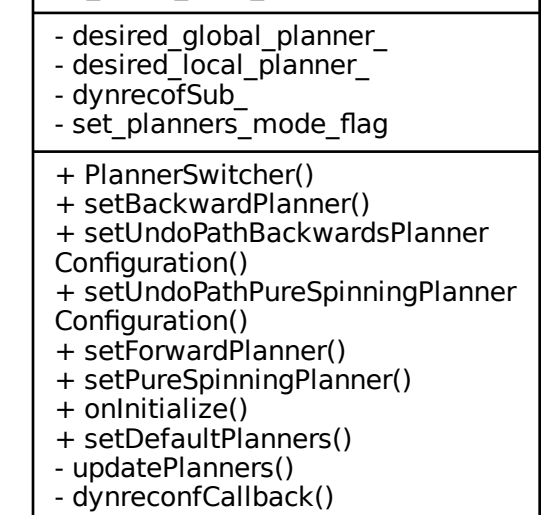 - desired_global_planner_
- desired_local_planner_
- dynrecofSub_
- set_planners_mode_flag
+ PlannerSwitcher()
+ setBackwardPlanner()
+ setUndoPathBackwardsPlanner
Configuration()
+ setUndoPathPureSpinningPlanner
Configuration()
+ setForwardPlanner()
+ setPureSpinningPlanner()
+ onInitialize()
+ setDefaultPlanners()
- updatePlanners()
- dynreconfCallback()